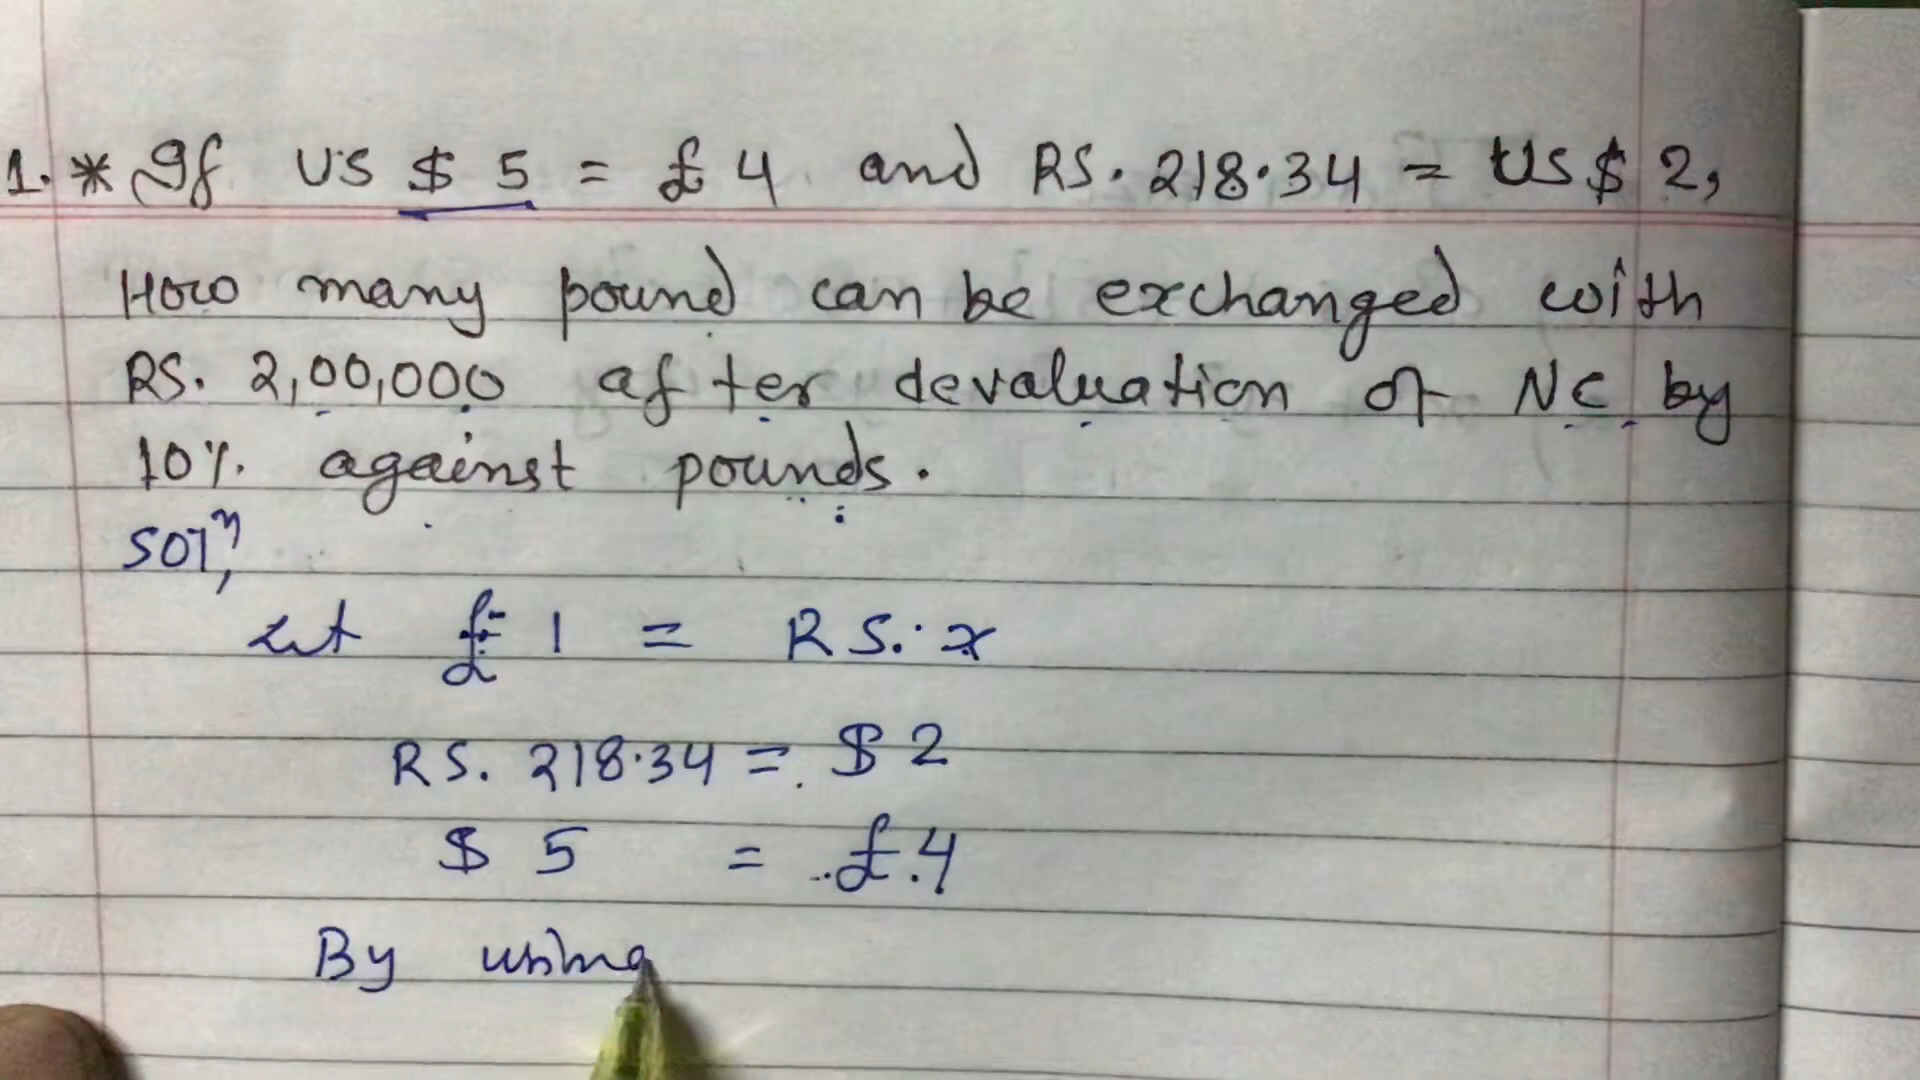 1. * If US $ 5 = £ 4 and RS. 218.34 = US $ 2,
How many pound can be exchanged with
RS. 2,00,000 after devaluation of NC by
10% against pounds.
Solⁿ,
Let £ 1 = RS. x
RS. 218.34 = $ 2
$ 5 = £ 4
By using